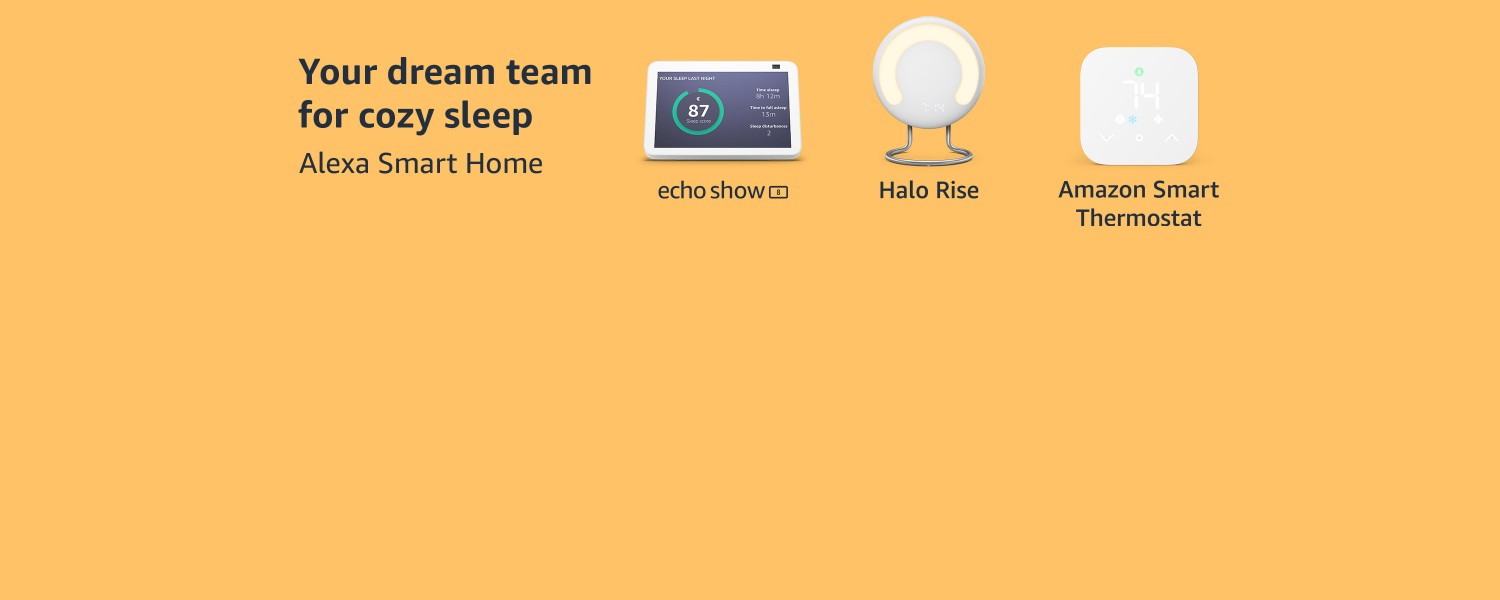 Your dream team
for cozy sleep
Alexa Smart Home
YOUR SLEEP LAST NIGHT
87
Sleep score
Time asleep
8h 12m
Time to fall asleep
13m
Sleep disturbances
2
echo show 8
Halo Rise
74
Amazon Smart
Thermostat